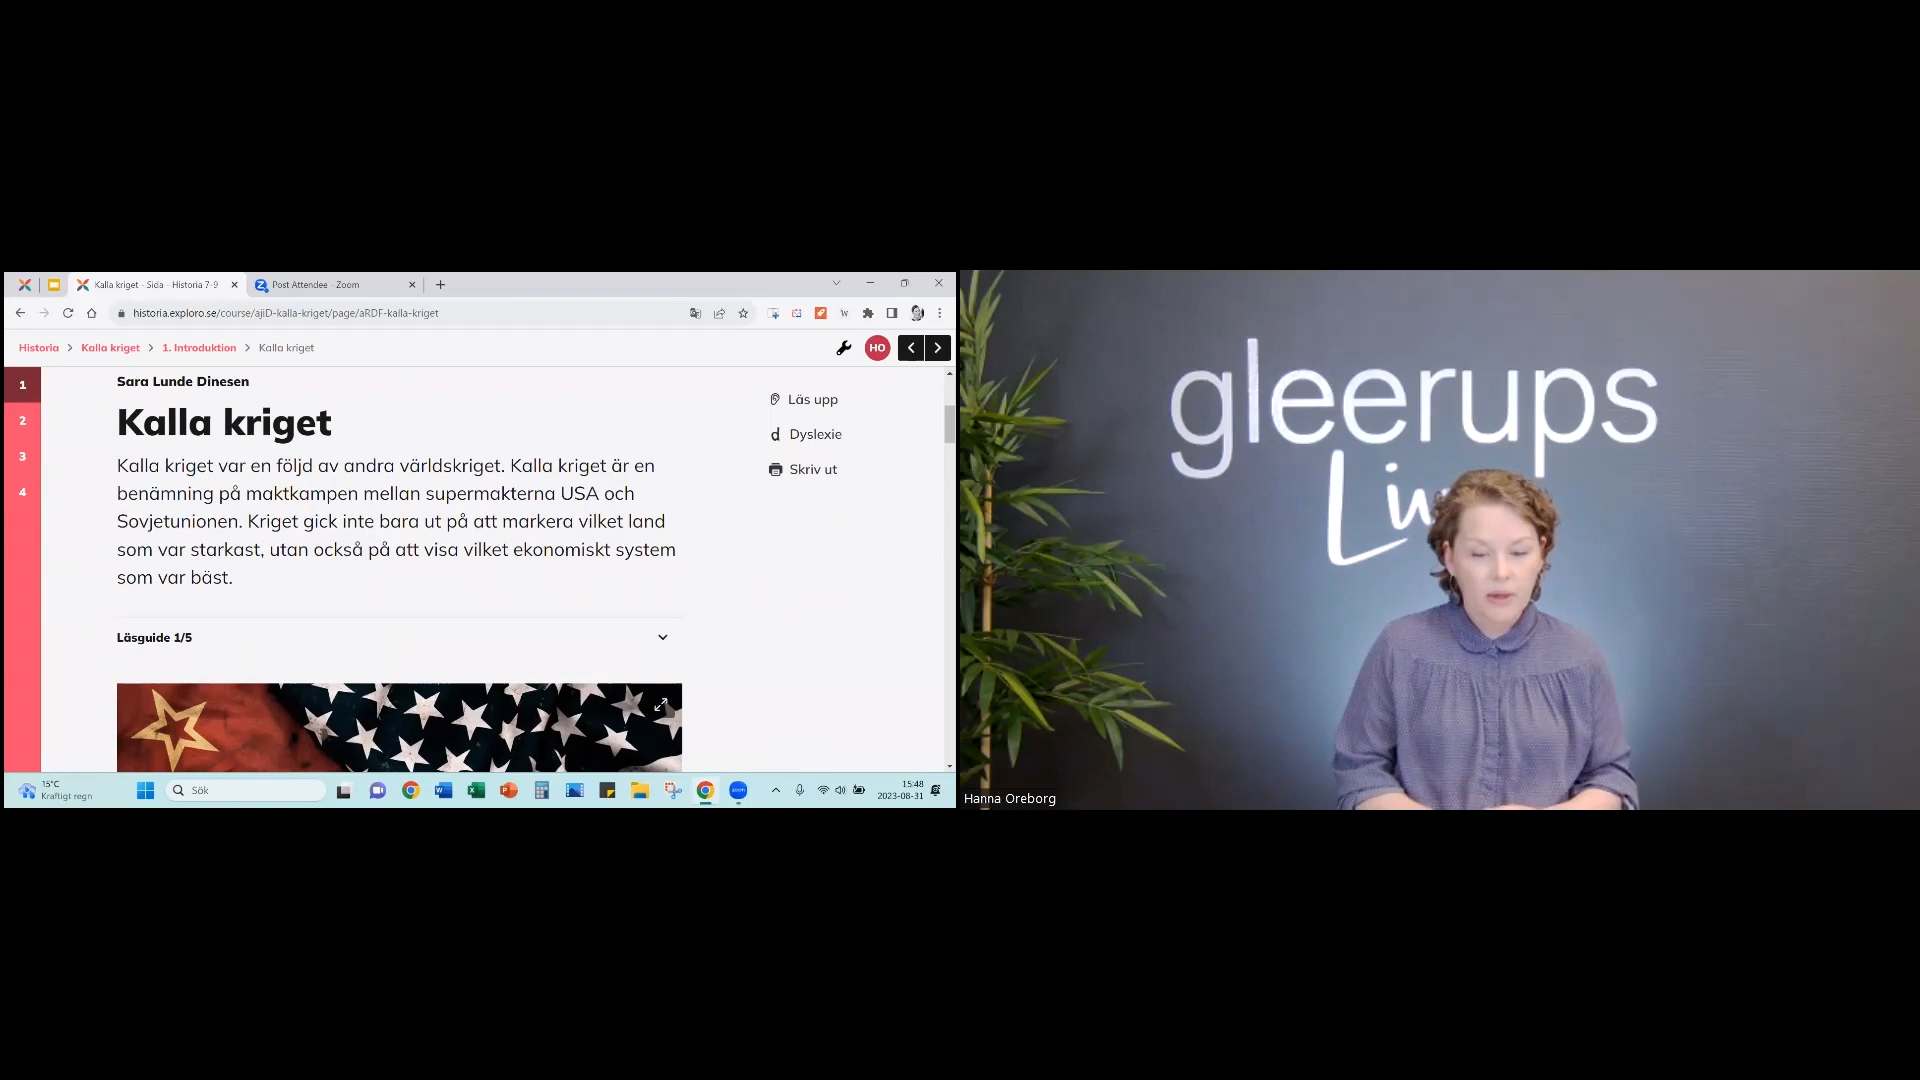 Kalla kriget - Sida - Historia 7-9
Post Attendee - Zoom
historia.exploro.se/course/ajiD-kalla-kriget/page/aRDF-kalla-kriget
Historia > Kalla kriget > 1. Introduktion > Kalla kriget
HO
1
2
3
4
Sara Lunde Dinesen
Kalla kriget
Kalla kriget var en följd av andra världskriget. Kalla kriget är en
benämning på maktkampen mellan supermakterna USA och
Sovjetunionen. Kriget gick inte bara ut på att markera vilket land
som var starkast, utan också på att visa vilket ekonomiskt system
som var bäst.
Läsguide 1/5
Läs upp
d Dyslexie
Skriv ut
15°C
Kraftigt regn
Sök
15:48
2023-08-31
gleerups
Hanna Oreborg